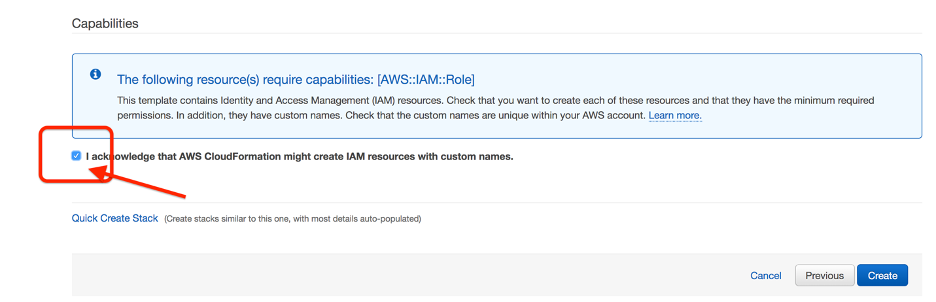 Capabilities
The following resource(s) require capabilities: [AWS::IAM::Role]
This template contains Identity and Access Management (IAM) resources. Check that you want to create each of these resources and that they have the minimum required
permissions. In addition, they have custom names. Check that the custom names are unique within your AWS account. Learn more.
I acknowledge that AWS CloudFormation might create IAM resources with custom names.
Quick Create Stack (Create stacks similar to this one, with most details auto-populated)
Cancel Previous Create